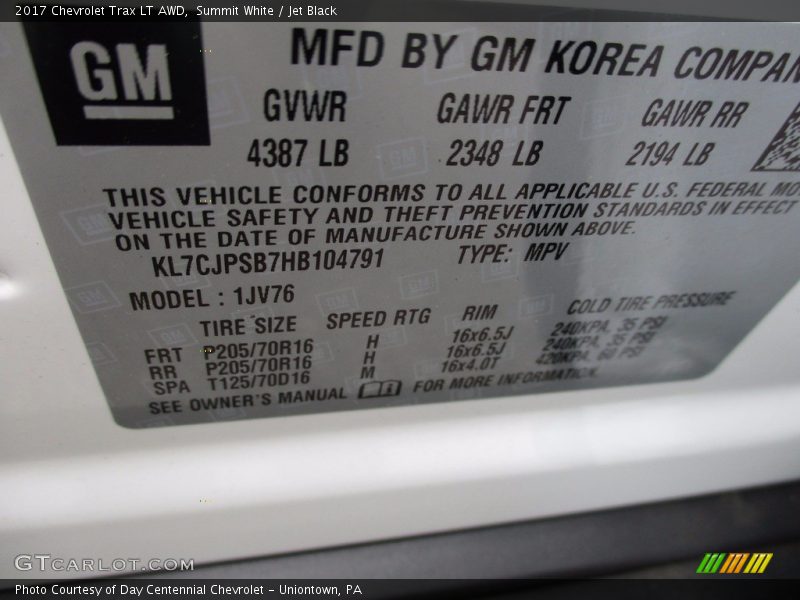 2017 Chevrolet Trax LT AWD, Summit White / Jet Black
GM
MFD BY GM KOREA COMPAN
GVWR GAWR FRT GAWR RR
4387 LB 2348 LB 2194 LB
THIS VEHICLE CONFORMS TO ALL APPLICABLE U.S. FEDERAL MO
VEHICLE SAFETY AND THEFT PREVENTION STANDARDS IN EFFECT
ON THE DATE OF MANUFACTURE SHOWN ABOVE.
KL7CJPSB7HB104791 TYPE: MPV
MODEL : 1JV76
TIRE SIZE SPEED RTG RIM COLD TIRE PRESSURE
FRT P205/70R16 H 16x6.5J 240KPA, 35 PSI
RR P205/70R16 H 16x6.5J 240KPA, 35 PSI
SPA T125/70D16 M 16x4.0T 420KPA, 60 PSI
SEE OWNER'S MANUAL FOR MORE INFORMATION.
GTCARLOT.COM
Photo Courtesy of Day Centennial Chevrolet - Uniontown, PA